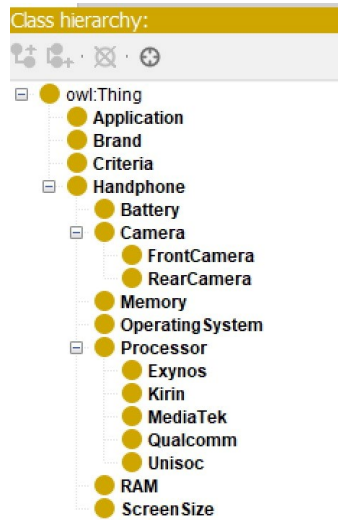 Class hierarchy:
owl:Thing
Application
Brand
Criteria
Handphone
Battery
Camera
FrontCamera
RearCamera
Memory
OperatingSystem
Processor
Exynos
Kirin
MediaTek
Qualcomm
Unisoc
RAM
ScreenSize